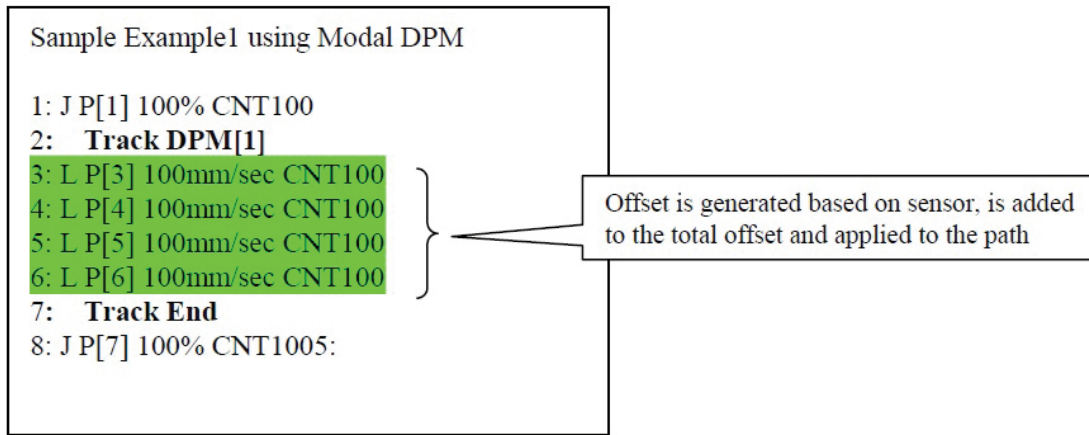 Sample Example1 using Modal DPM
1: J P[1] 100% CNT100
2: Track DPM[1]
3: L P[3] 100mm/sec CNT100
4: L P[4] 100mm/sec CNT100
5: L P[5] 100mm/sec CNT100
6: L P[6] 100mm/sec CNT100
7: Track End
8: J P[7] 100% CNT1005:
Offset is generated based on sensor, is added
to the total offset and applied to the path